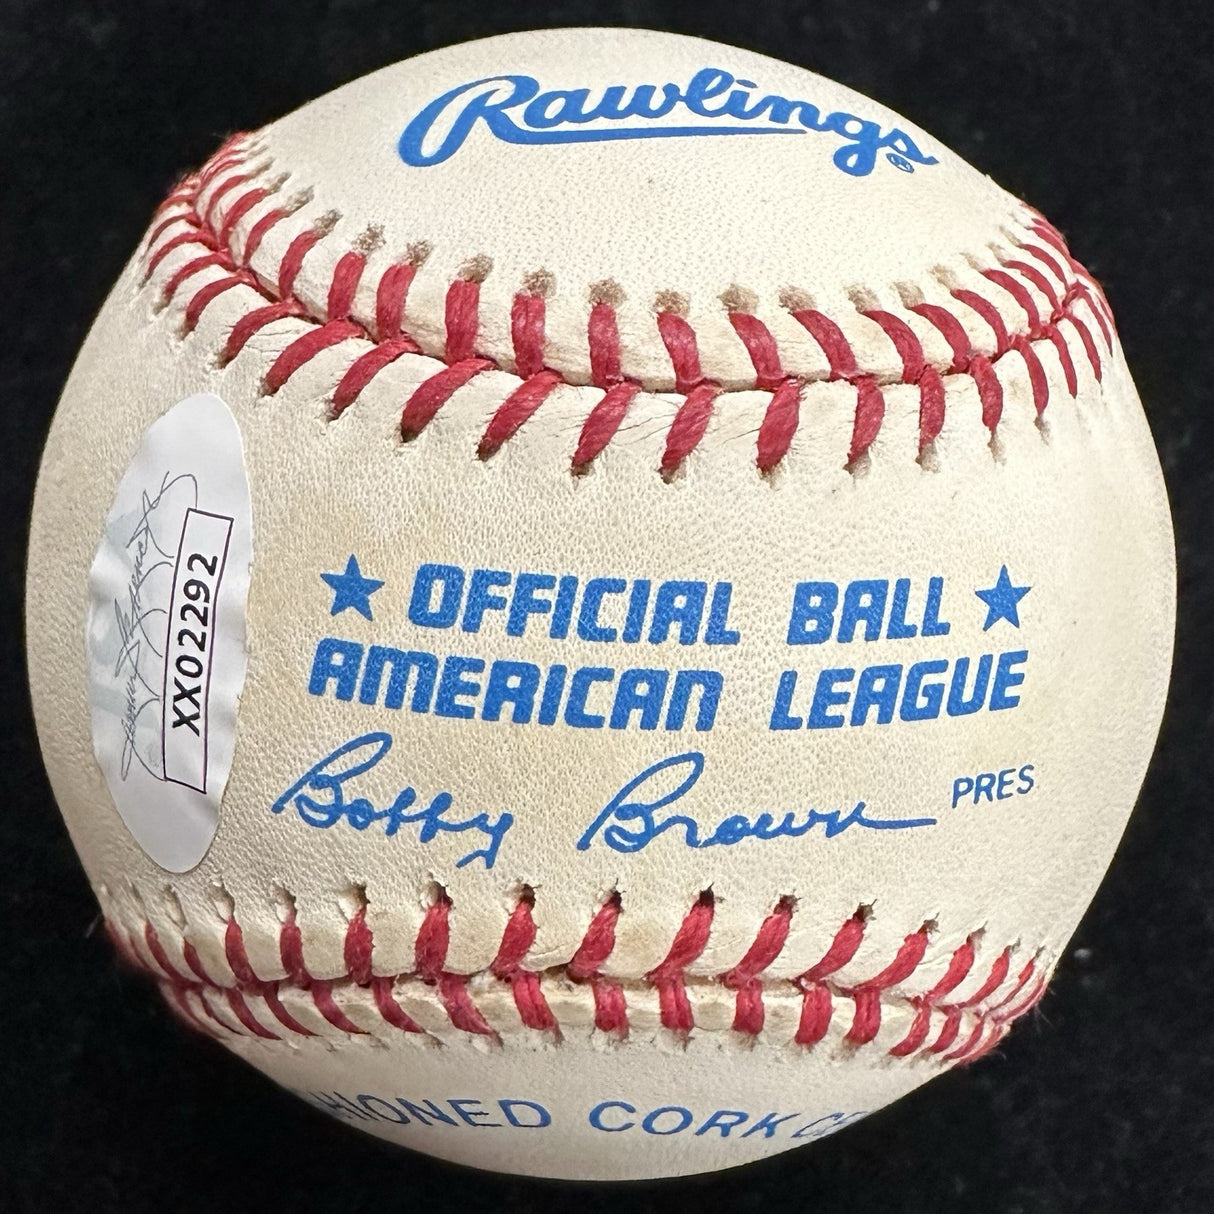 Rawlings®
★ OFFICIAL BALL ★
AMERICAN LEAGUE
Bobby Brown PRES.
XX02292
HIONED CORK CE